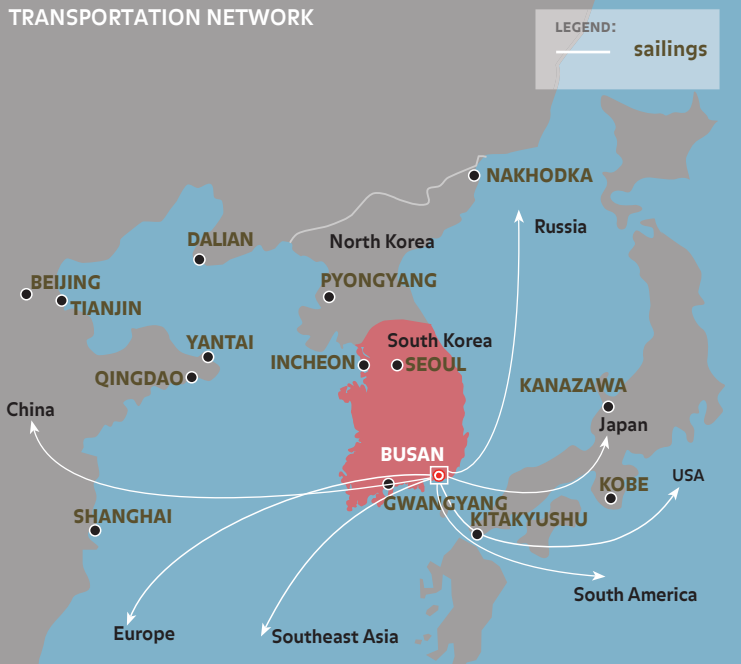 TRANSPORTATION NETWORK
LEGEND:
sailings
NAKHODKA
Russia
DALIAN
North Korea
BEIJING
PYONGYANG
TIANJIN
YANTAI
South Korea
INCHEON
SEOUL
QINGDAO
KANAZAWA
China
Japan
BUSAN
USA
KOBE
GWANGYANG
SHANGHAI
KITAKYUSHU
South America
Europe
Southeast Asia